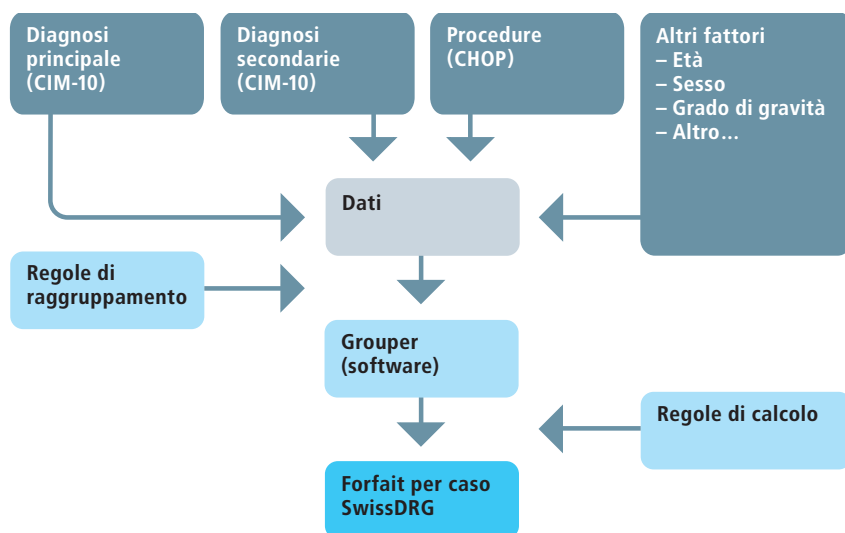 Diagnosi
principale
(CIM-10)
Diagnosi
secondarie
(CIM-10)
Procedure
(CHOP)
Altri fattori
– Età
– Sesso
– Grado di gravità
– Altro…
Dati
Regole di
raggruppamento
Grouper
(software)
Regole di calcolo
Forfait per caso
SwissDRG